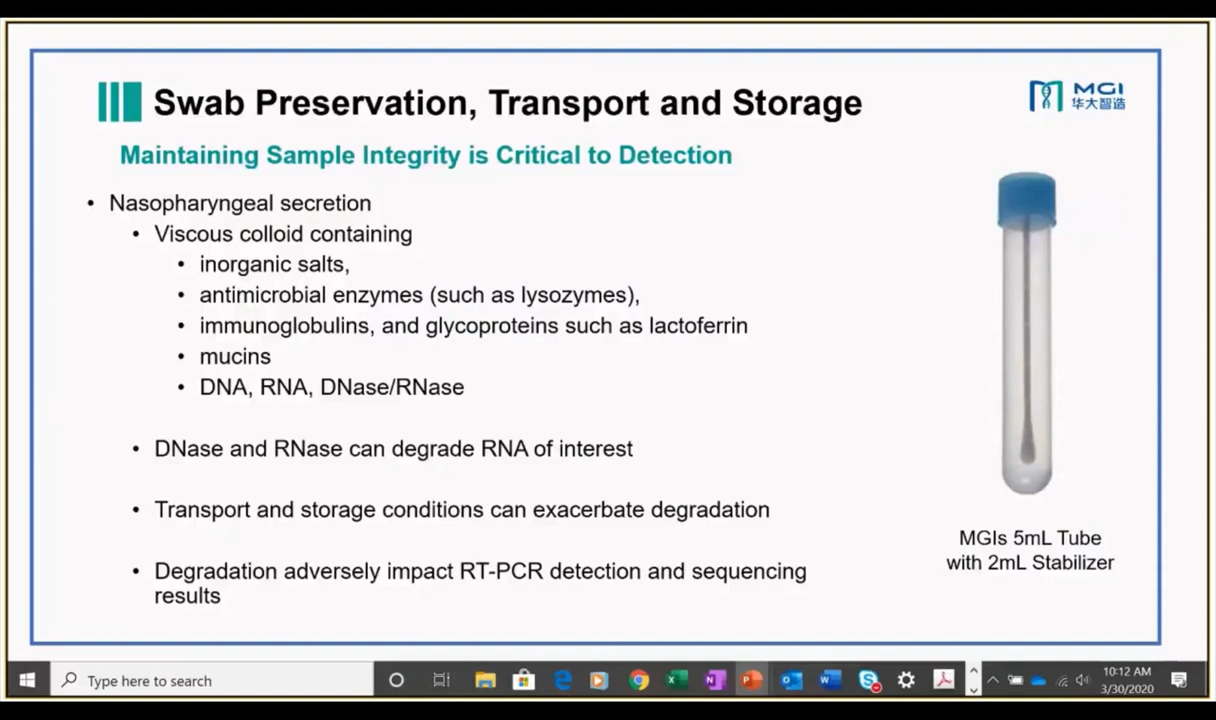 Swab Preservation, Transport and Storage
MGI
华大智造
Maintaining Sample Integrity is Critical to Detection
• Nasopharyngeal secretion
• Viscous colloid containing
• inorganic salts,
• antimicrobial enzymes (such as lysozymes),
• immunoglobulins, and glycoproteins such as lactoferrin
• mucins
• DNA, RNA, DNase/RNase
• DNase and RNase can degrade RNA of interest
• Transport and storage conditions can exacerbate degradation
• Degradation adversely impact RT-PCR detection and sequencing
results
MGIs 5mL Tube
with 2mL Stabilizer
Type here to search
10:12 AM
3/30/2020